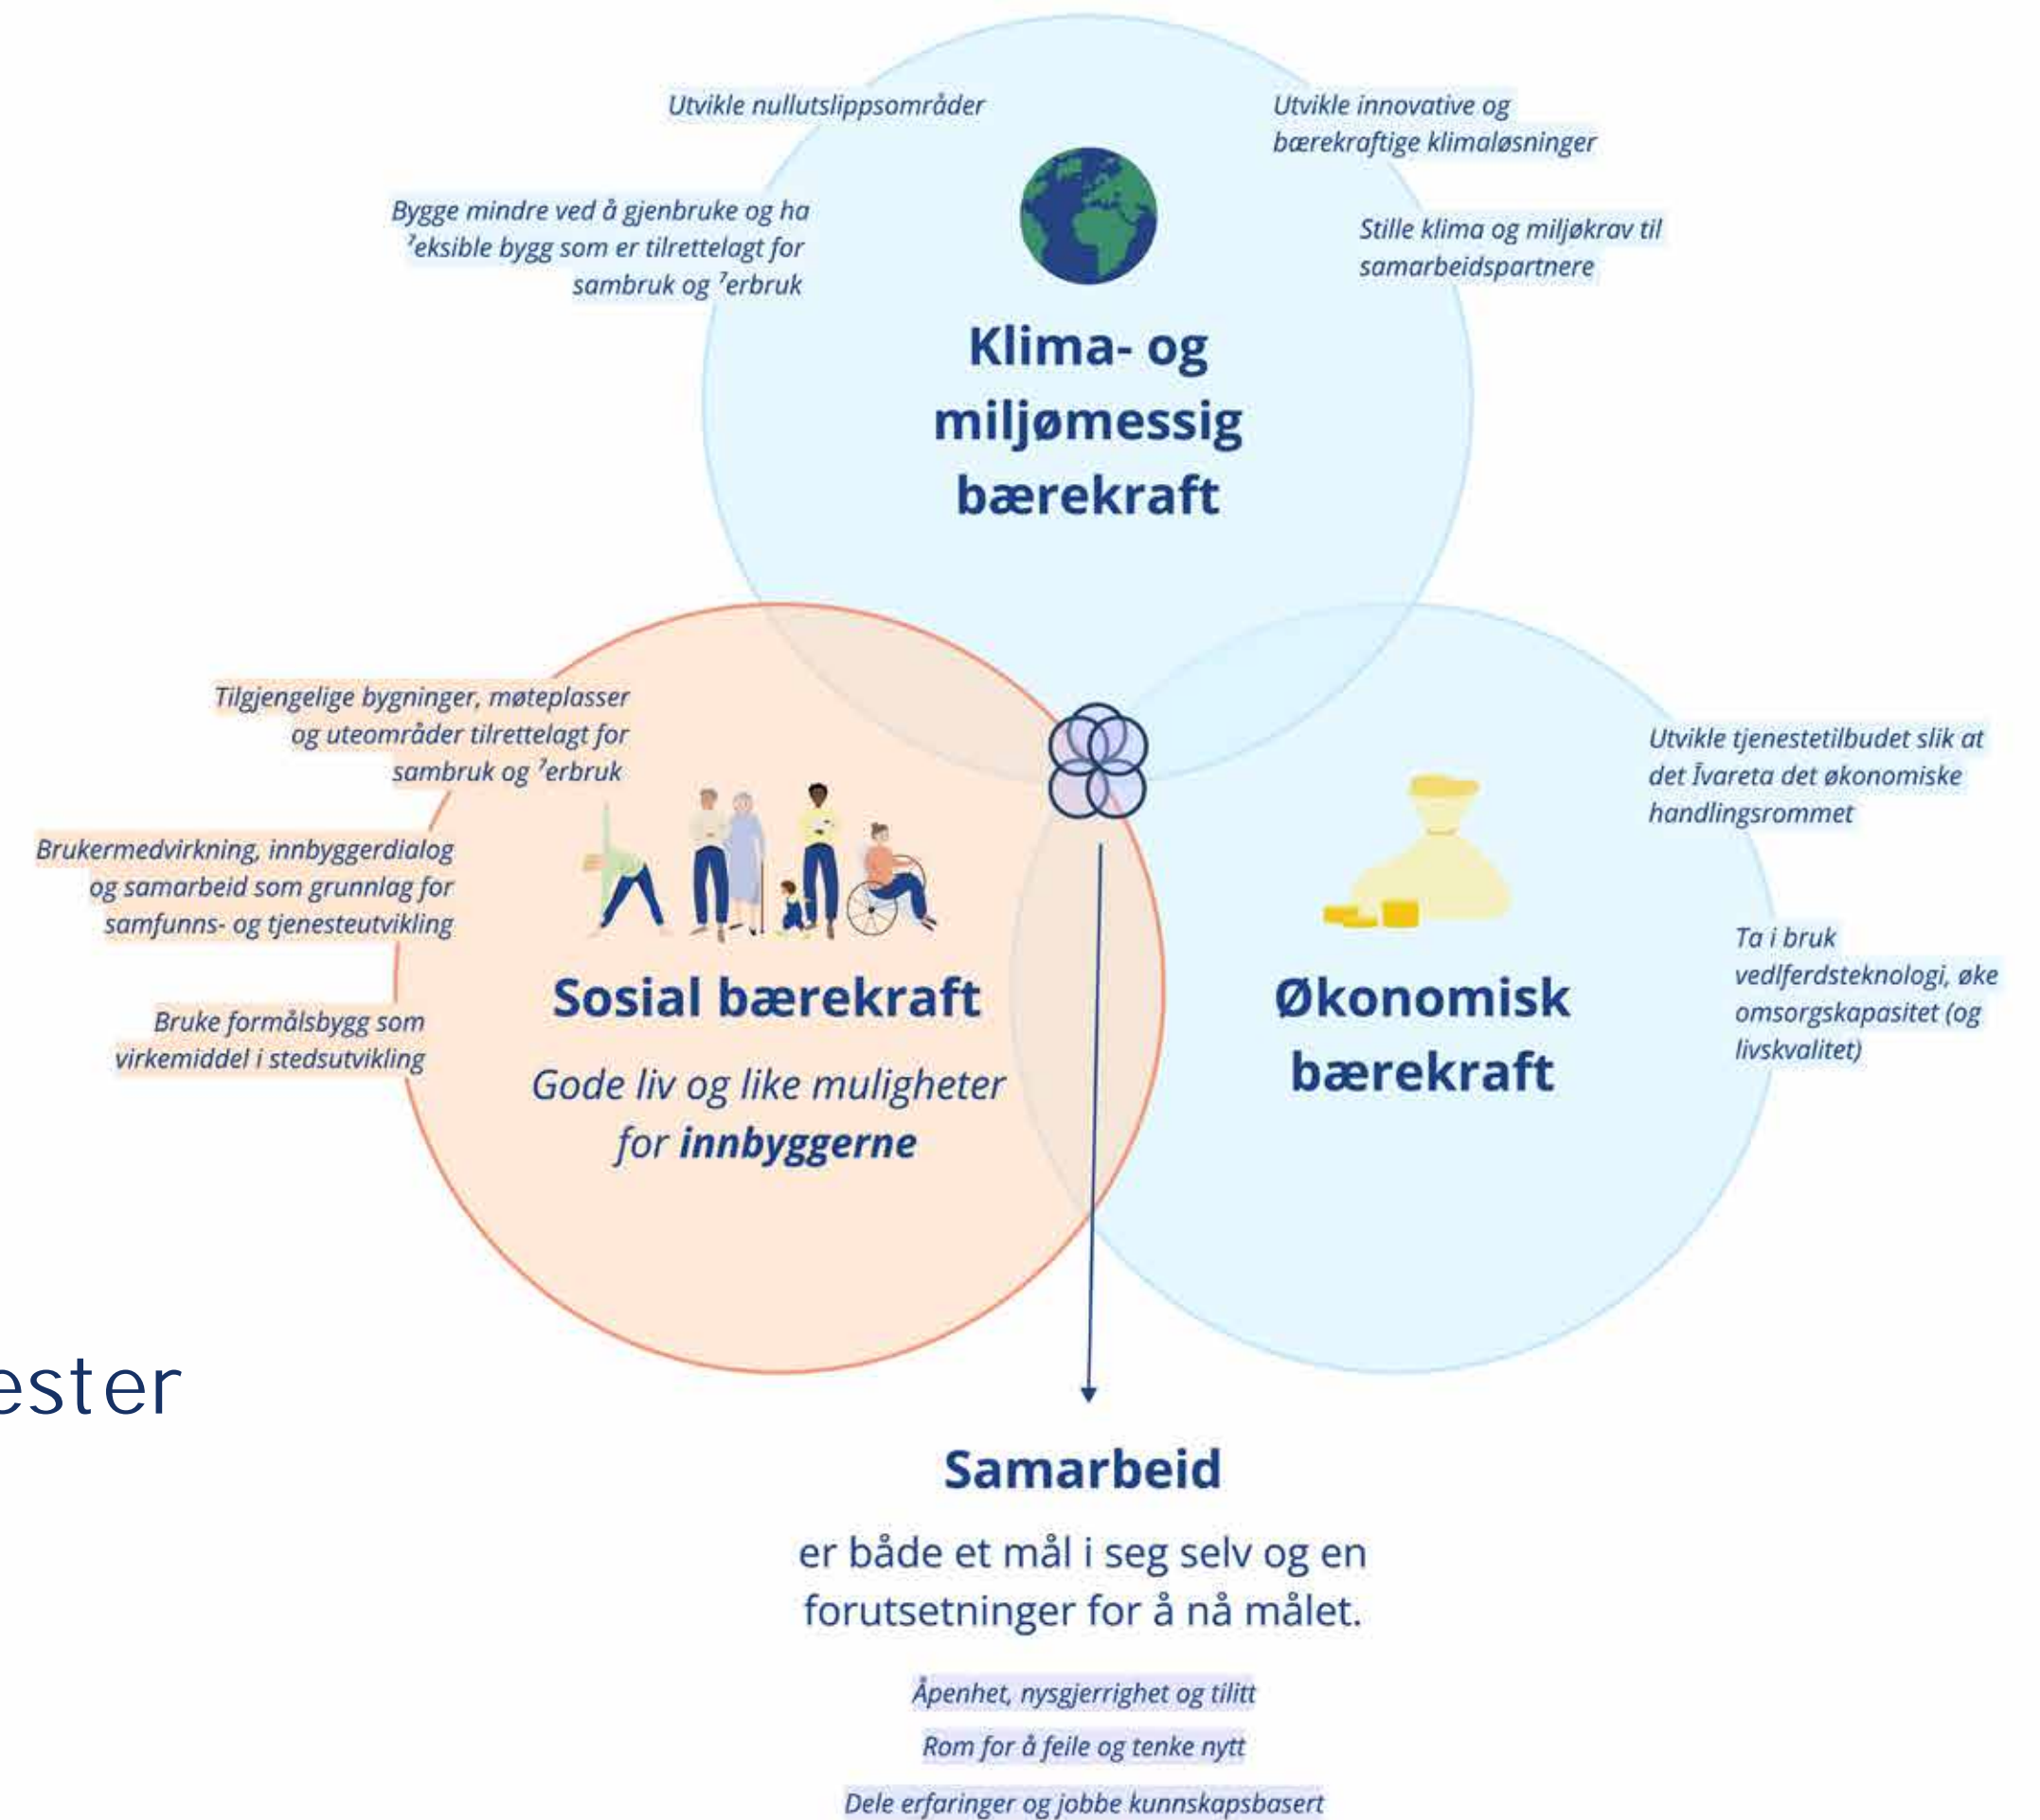 Utvikle nullutslippsområder
Utvikle innovative og
bærekraftige klimaløsninger
Bygge mindre ved å gjenbruke og ha
⁷eksible bygg som er tilrettelagt for
sambruk og ⁷erbruk
Stille klima og miljøkrav til
samarbeidspartnere
Klima- og
miljømessig
bærekraft
Tilgjengelige bygninger, møteplasser
og uteområder tilrettelagt for
sambruk og ⁷erbruk
Brukermedvirkning, innbyggerdialog
og samarbeid som grunnlag for
samfunns- og tjenesteutvikling
Bruke formålsbygg som
virkemiddel i stedsutvikling
Sosial bærekraft
Gode liv og like muligheter
for innbyggerne
Utvikle tjenestetilbudet slik at
det Īvareta det økonomiske
handlingsrommet
Ta i bruk
vedlferdsteknologi, øke
omsorgskapasitet (og
livskvalitet)
Økonomisk
bærekraft
ester
Samarbeid
er både et mål i seg selv og en
forutsetninger for å nå målet.
Åpenhet, nysgjerrighet og tilitt
Rom for å feile og tenke nytt
Dele erfaringer og jobbe kunnskapsbasert